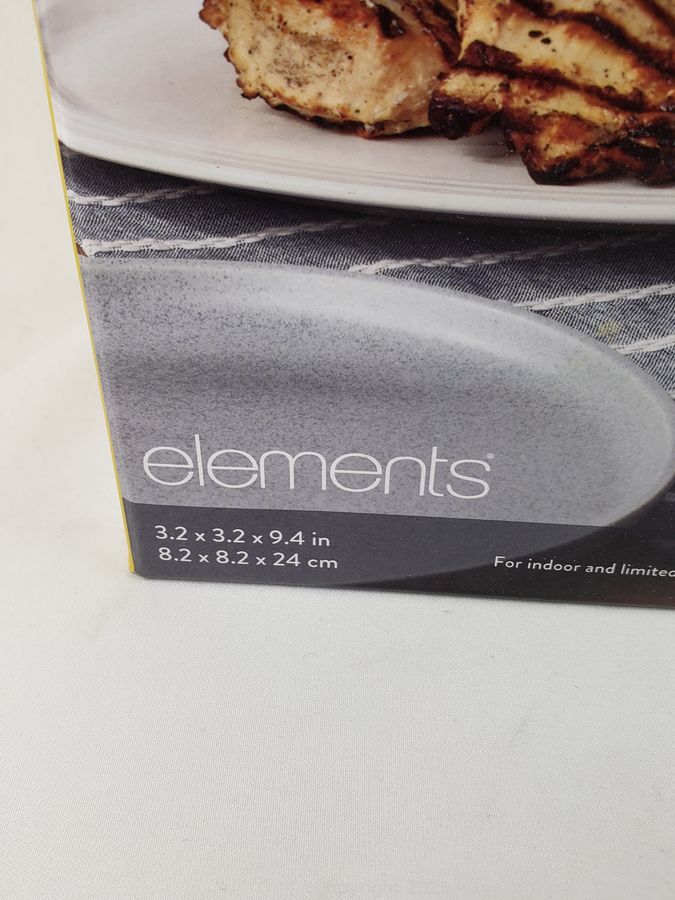 elements®
3.2 x 3.2 x 9.4 in
8.2 x 8.2 x 24 cm
For indoor and limited